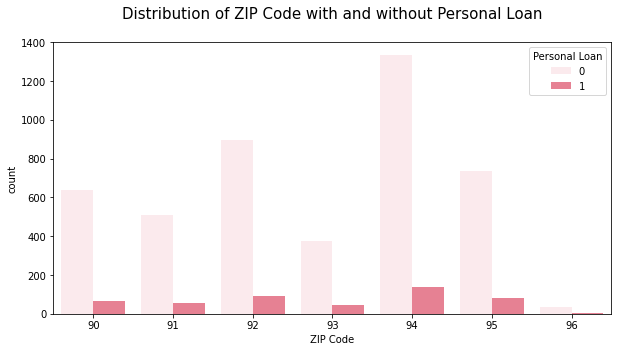 Distribution of ZIP Code with and without Personal Loan
1400
1200
1000
800
600
400
200
0
count
Personal Loan
0
1
90 91 92 93 94 95 96
ZIP Code